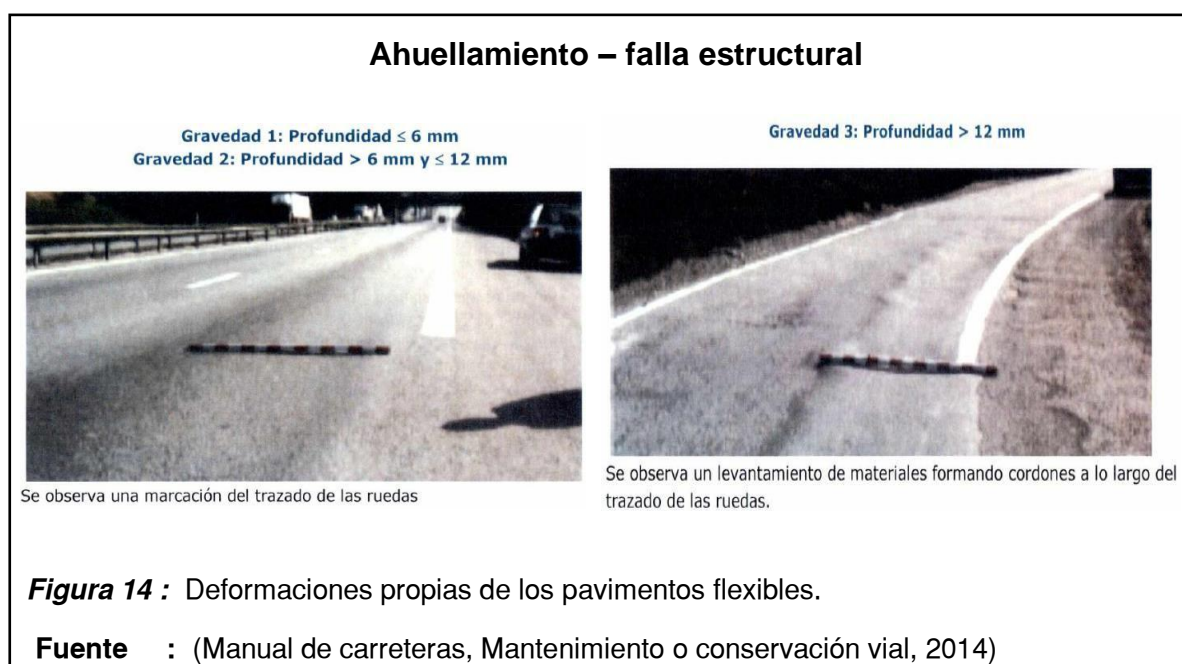 Ahuellamiento – falla estructural
Gravedad 1: Profundidad ≤ 6 mm
Gravedad 2: Profundidad > 6 mm y ≤ 12 mm
Se observa una marcación del trazado de las ruedas
Gravedad 3: Profundidad > 12 mm
Se observa un levantamiento de materiales formando cordones a lo largo del
trazado de las ruedas.
Figura 14 : Deformaciones propias de los pavimentos flexibles.
Fuente : (Manual de carreteras, Mantenimiento o conservación vial, 2014)